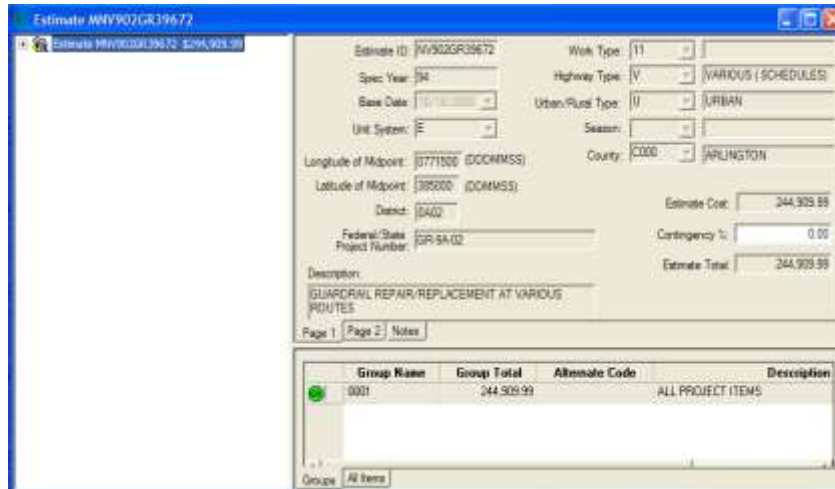 Estimate MNV902GR39672
Estimate MNV902GR39672 $244,909.99
Estimate ID: NV902GR39672 Work Type: 11
Spec Year: 94 Highway Type: V VARIOUS ( SCHEDULES)
Base Date: Urban/Rural Type: U URBAN
Unit System: E Season:
Longitude of Midpoint: 0771500 (DDDMMSS) County: C000 ARLINGTON
Latitude of Midpoint: 385000 (DDMMSS)
District: 0A02 Estimate Cost: 244,909.99
Federal/State Project Number: GR-9A-02 Contingency %: 0.00
Estimate Total: 244,909.99
Description:
GUARDRAIL REPAIR/REPLACEMENT AT VARIOUS
ROUTES
Page 1 Page 2 Notes
Group Name Group Total Alternate Code Description
0001 244,909.99 ALL PROJECT ITEMS
Groups All Items